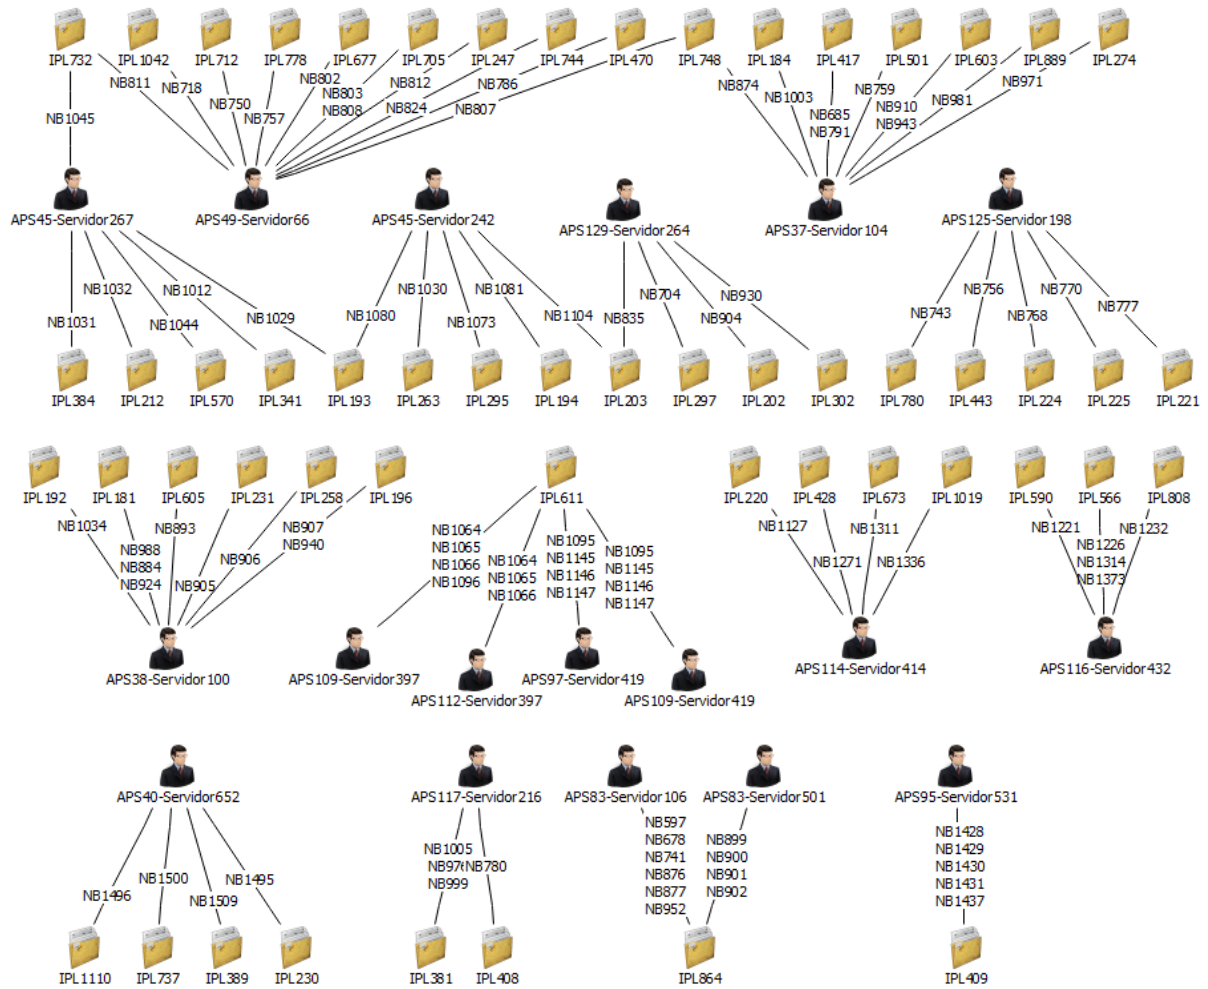 IPL732
IPL1042
IPL712
IPL778
IPL677
IPL705
IPL247
IPL744
IPL470
IPL748
IPL184
IPL417
IPL501
IPL603
IPL889
IPL274
NB811
NB718
NB750
NB757
NB802
NB803
NB808
NB812
NB824
NB786
NB807
NB874
NB1003
NB685
NB791
NB759
NB910
NB943
NB981
NB971
NB1045
APS45-Servidor267
APS49-Servidor66
APS45-Servidor242
APS129-Servidor264
APS37-Servidor104
APS125-Servidor198
NB1031
NB1032
NB1044
NB1012
NB1029
NB1080
NB1030
NB1073
NB1081
NB1104
NB835
NB704
NB904
NB930
NB743
NB756
NB768
NB770
NB777
IPL384
IPL212
IPL570
IPL341
IPL193
IPL263
IPL295
IPL194
IPL203
IPL297
IPL202
IPL302
IPL780
IPL443
IPL224
IPL225
IPL221
IPL192
IPL181
IPL605
IPL231
IPL258
IPL196
IPL611
IPL220
IPL428
IPL673
IPL1019
IPL590
IPL566
IPL808
NB1034
NB988
NB884
NB924
NB893
NB905
NB906
NB907
NB940
NB1064
NB1065
NB1066
NB1096
NB1064
NB1065
NB1066
NB1095
NB1145
NB1146
NB1147
NB1095
NB1145
NB1146
NB1147
NB1127
NB1271
NB1311
NB1336
NB1221
NB1226
NB1314
NB1373
NB1232
APS38-Servidor100
APS109-Servidor397
APS112-Servidor397
APS97-Servidor419
APS109-Servidor419
APS114-Servidor414
APS116-Servidor432
APS40-Servidor652
APS117-Servidor216
APS83-Servidor106
APS83-Servidor501
APS95-Servidor531
NB1496
NB1500
NB1509
NB1495
NB1005
NB999
NB780
NB597
NB678
NB741
NB876
NB877
NB952
NB899
NB900
NB901
NB902
NB1428
NB1429
NB1430
NB1431
NB1437
IPL1110
IPL737
IPL389
IPL230
IPL381
IPL408
IPL864
IPL409